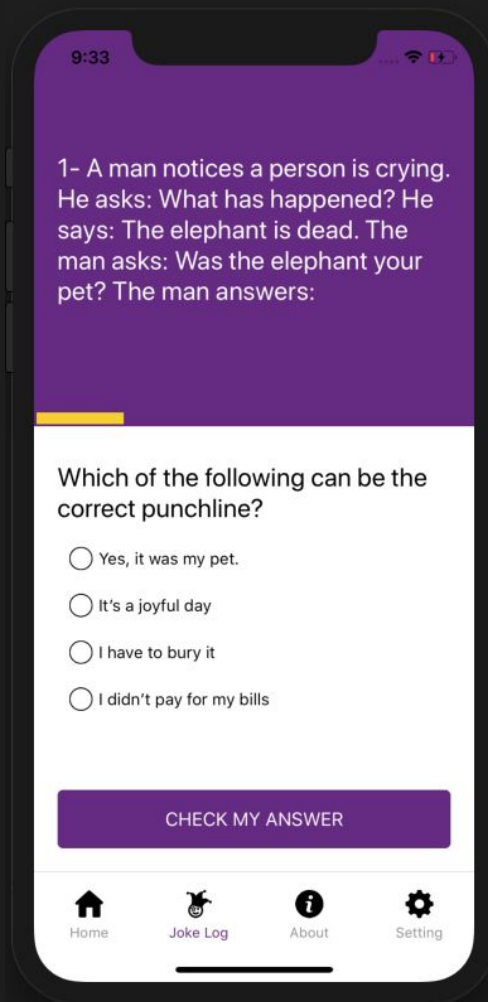 9:33
1- A man notices a person is crying.
He asks: What has happened? He
says: The elephant is dead. The
man asks: Was the elephant your
pet? The man answers:
Which of the following can be the
correct punchline?
Yes, it was my pet.
It's a joyful day
I have to bury it
I didn't pay for my bills
CHECK MY ANSWER
Home Joke Log About Setting